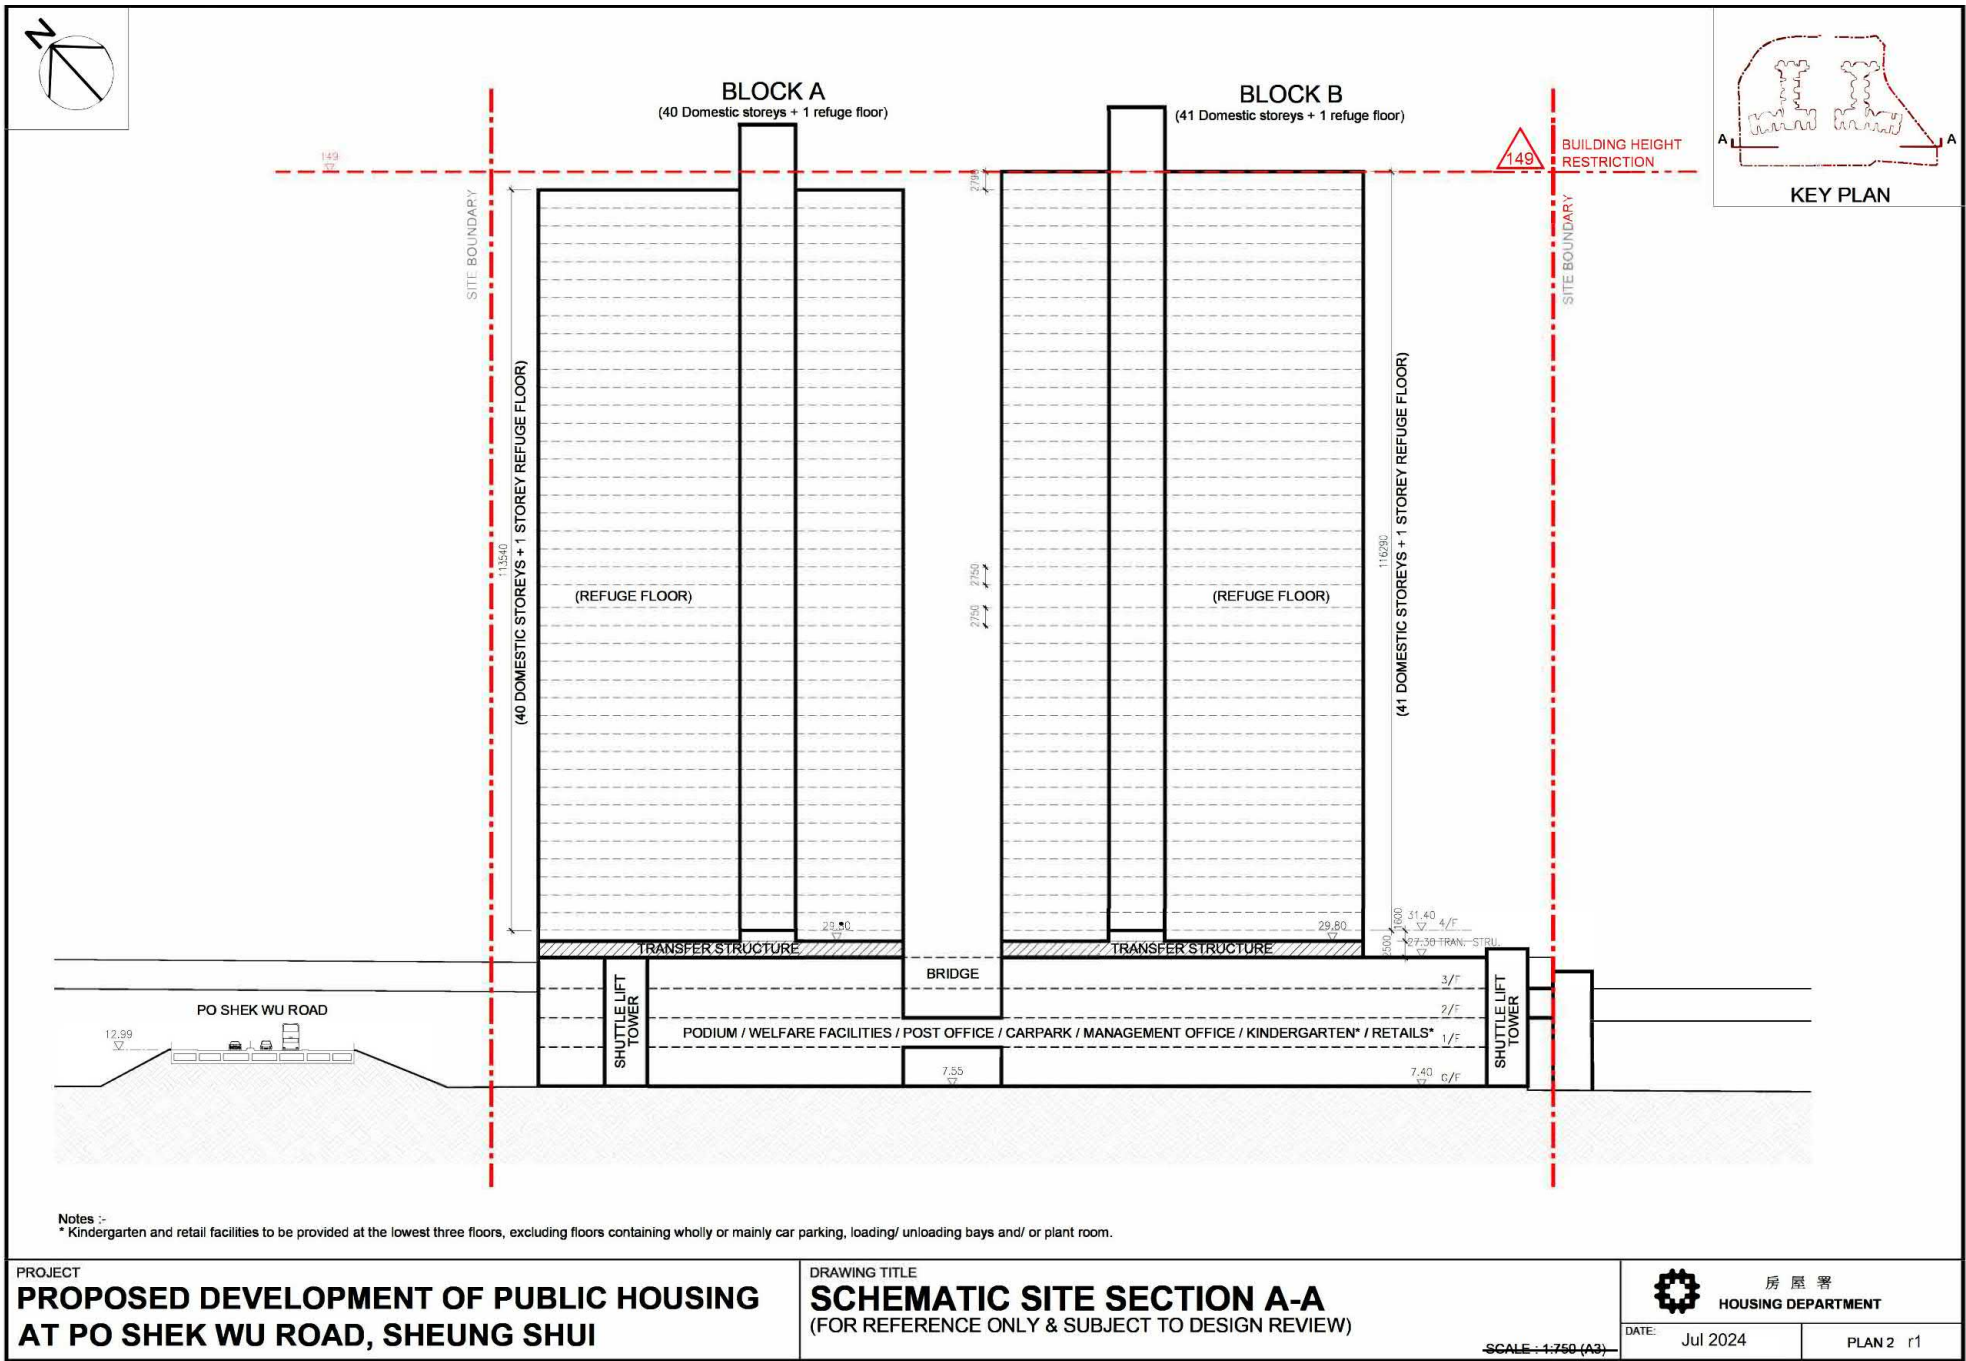 N
BLOCK A
(40 Domestic storeys + 1 refuge floor)
BLOCK B
(41 Domestic storeys + 1 refuge floor)
149
149
BUILDING HEIGHT
RESTRICTION
A
A
KEY PLAN
SITE BOUNDARY
SITE BOUNDARY
113540
(40 DOMESTIC STOREYS + 1 STOREY REFUGE FLOOR)
2750
2750
116290
(41 DOMESTIC STOREYS + 1 STOREY REFUGE FLOOR)
(REFUGE FLOOR)
(REFUGE FLOOR)
29.80
1600
31.40
4/F
27.30 TRAN. STRU.
TRANSFER STRUCTURE
TRANSFER STRUCTURE
BRIDGE
3/F
2/F
1/F
PO SHEK WU ROAD
12.99
SHUTTLE LIFT
TOWER
PODIUM / WELFARE FACILITIES / POST OFFICE / CARPARK / MANAGEMENT OFFICE / KINDERGARTEN* / RETAILS*
SHUTTLE LIFT
TOWER
7.55
7.40
G/F
Notes :-
* Kindergarten and retail facilities to be provided at the lowest three floors, excluding floors containing wholly or mainly car parking, loading/ unloading bays and/ or plant room.
PROJECT
PROPOSED DEVELOPMENT OF PUBLIC HOUSING
AT PO SHEK WU ROAD, SHEUNG SHUI
DRAWING TITLE
SCHEMATIC SITE SECTION A-A
(FOR REFERENCE ONLY & SUBJECT TO DESIGN REVIEW)
SCALE : 1:750 (A3)
房屋署
HOUSING DEPARTMENT
DATE:
Jul 2024
PLAN 2 r1